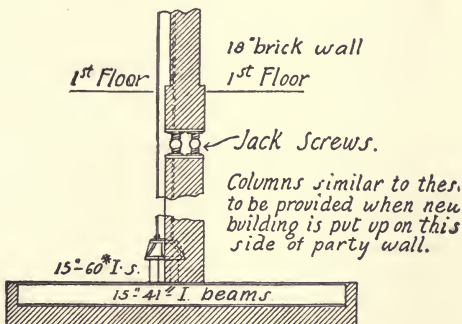 18" brick wall
1st Floor 1st Floor
Jack Screws.
Columns similar to thes
to be provided when new
building is put up on this
side of party wall.
15"-60# I.s.
15"-41# I. beams.